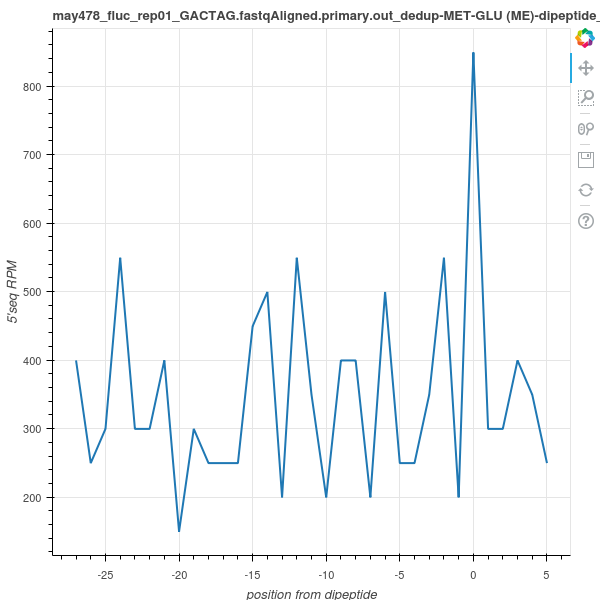 may478_fluc_rep01_GACTAG.fastqAligned.primary.out_dedup-MET-GLU (ME)-dipeptide_
800
700
600
500
400
300
200
5'seq RPM
-25 -20 -15 -10 -5 0 5
position from dipeptide